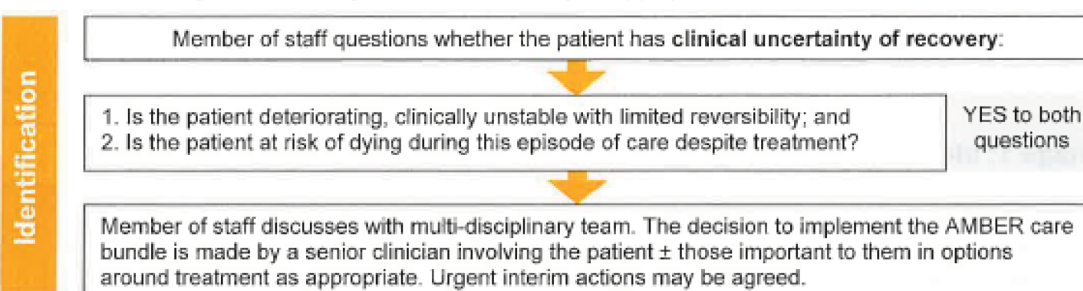 Identification
Member of staff questions whether the patient has clinical uncertainty of recovery:
1. Is the patient deteriorating, clinically unstable with limited reversibility; and
2. Is the patient at risk of dying during this episode of care despite treatment?
YES to both
questions
Member of staff discusses with multi-disciplinary team. The decision to implement the AMBER care
bundle is made by a senior clinician involving the patient ± those important to them in options
around treatment as appropriate. Urgent interim actions may be agreed.